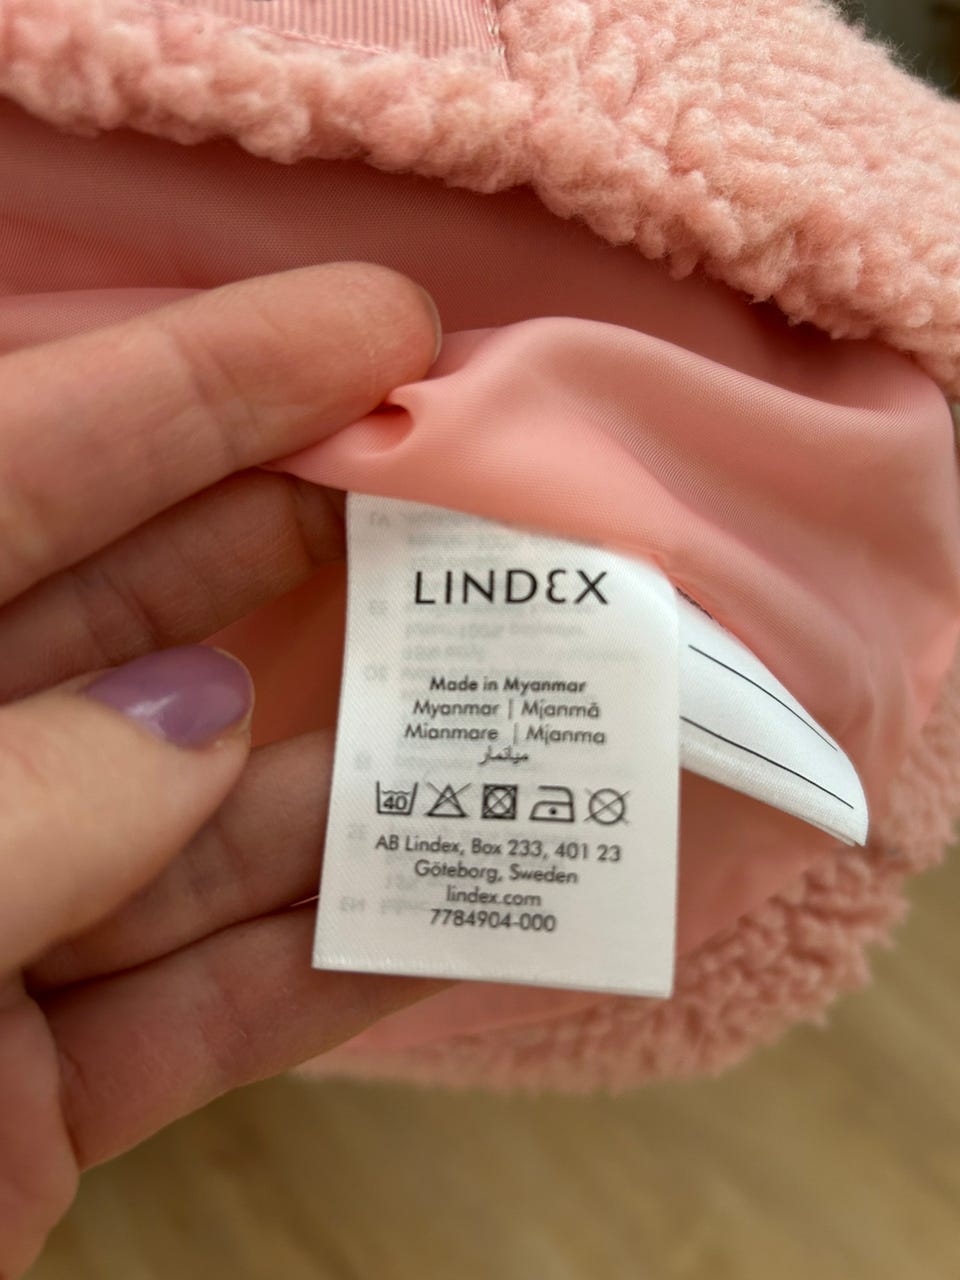 LINDEX
Made in Myanmar
Myanmar | Mjanmā
Mianmare | Mjanma
ميانمار
40
AB Lindex, Box 233, 401 23
Göteborg, Sweden
lindex.com
7784904-000